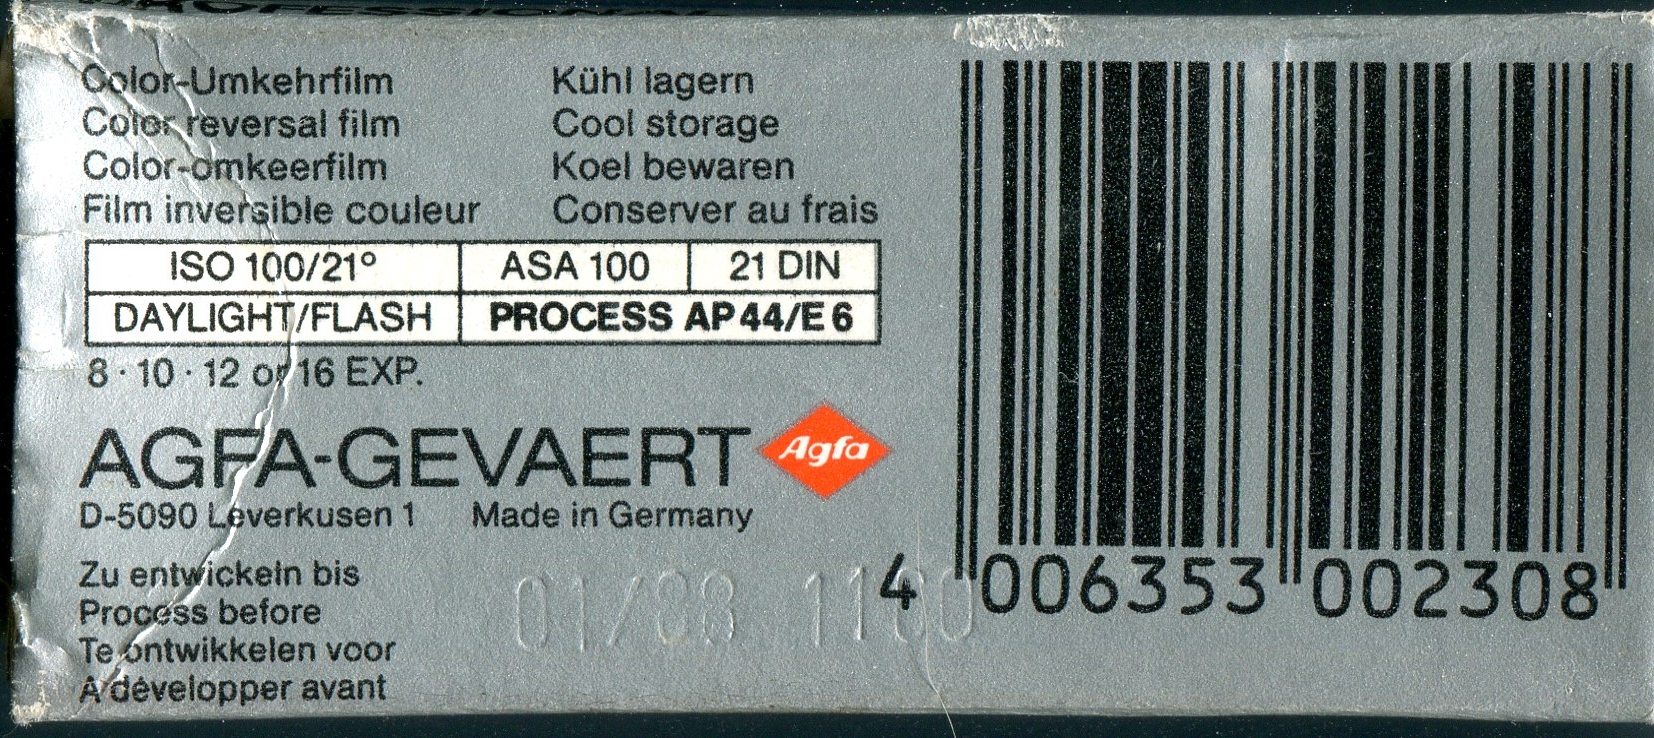 PROFESSIONAL
Color-Umkehrfilm
Color reversal film
Color-omkeerfilm
Film inversible couleur
Kühl lagern
Cool storage
Koel bewaren
Conserver au frais
ISO 100/21° ASA 100 21 DIN
DAYLIGHT/FLASH PROCESS AP 44/E 6
8 · 10 · 12 or 16 EXP.
AGFA-GEVAERT Agfa
D-5090 Leverkusen 1 Made in Germany
Zu entwickeln bis
Process before
Te ontwikkelen voor
A développer avant
01/88
4 006353 002308